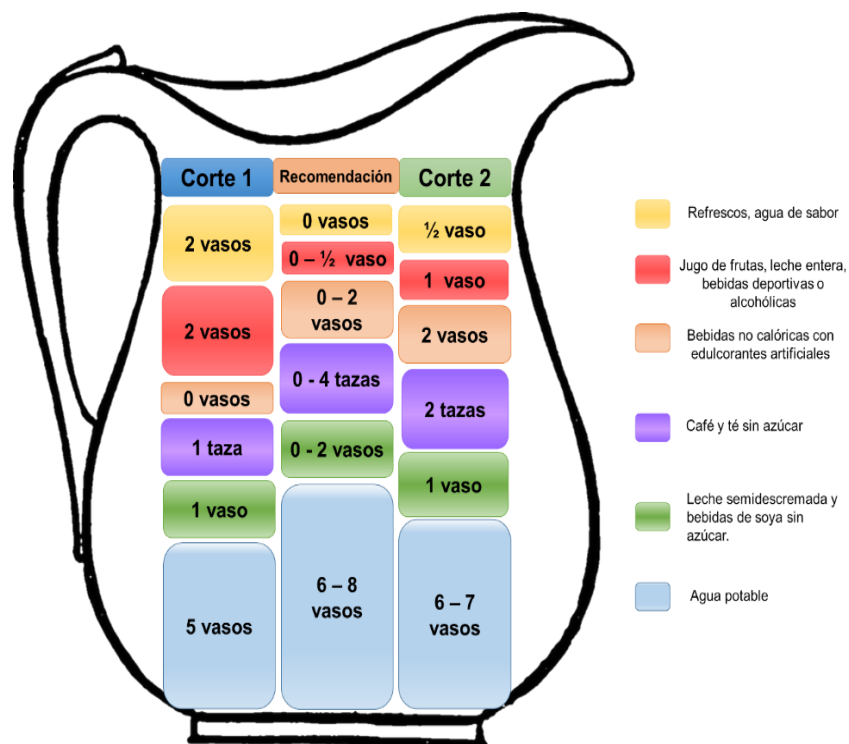 Corte 1
Recomendación
Corte 2
2 vasos
0 vasos
½ vaso
0 – ½ vaso
1 vaso
2 vasos
0 – 2
vasos
2 vasos
0 vasos
0 - 4 tazas
2 tazas
1 taza
0 - 2 vasos
1 vaso
1 vaso
5 vasos
6 – 8
vasos
6 – 7
vasos
Refrescos, agua de sabor
Jugo de frutas, leche entera,
bebidas deportivas o
alcohólicas
Bebidas no calóricas con
edulcorantes artificiales
Café y té sin azúcar
Leche semidescremada y
bebidas de soya sin
azúcar.
Agua potable